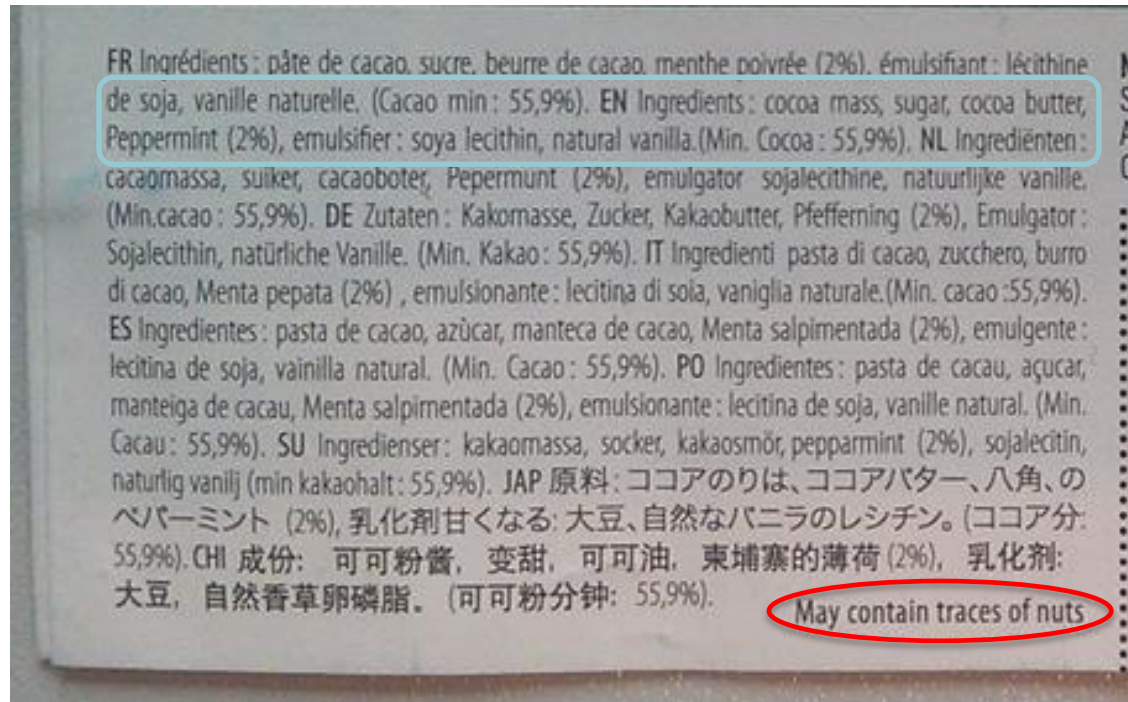 FR Ingrédients : pâte de cacao, sucre, beurre de cacao, menthe poivrée (2%), émulsifiant : lécithine
de soja, vanille naturelle. (Cacao min : 55,9%). EN Ingredients : cocoa mass, sugar, cocoa butter,
Peppermint (2%), emulsifier : soya lecithin, natural vanilla.(Min. Cocoa : 55,9%). NL Ingrediënten :
cacaomassa, suiker, cacaoboter, Pepermunt (2%), emulgator sojalecithine, natuurlijke vanille.
(Min.cacao : 55,9%). DE Zutaten : Kakomasse, Zucker, Kakaobutter, Pfefferning (2%), Emulgator :
Sojalecithin, natürliche Vanille. (Min. Kakao : 55,9%). IT Ingredienti pasta di cacao, zucchero, burro
di cacao, Menta pepata (2%) , emulsionante : lecitina di soia, vaniglia naturale.(Min. cacao :55,9%).
ES Ingredientes : pasta de cacao, azùcar, manteca de cacao, Menta salpimentada (2%), emulgente :
lecitina de soja, vainilla natural. (Min. Cacao : 55,9%). PO Ingredientes : pasta de cacau, açucar,
manteiga de cacau, Menta salpimentada (2%), emulsionante : lecitina de soja, vanille natural. (Min.
Cacau : 55,9%). SU Ingredienser : kakaomassa, socker, kakaosmör, pepparmint (2%), sojalecitin,
naturlig vanilj (min kakaohalt : 55,9%). JAP 原料: ココアのりは、ココアバター、八角、の
ペパーミント (2%), 乳化剤甘くなる: 大豆、自然なバニラのレシチン。(ココア分:
55,9%). CHI 成份: 可可粉酱, 变甜, 可可油, 柬埔寨的薄荷 (2%), 乳化剂:
大豆, 自然香草卵磷脂. (可可粉分钟: 55,9%).
May contain traces of nuts